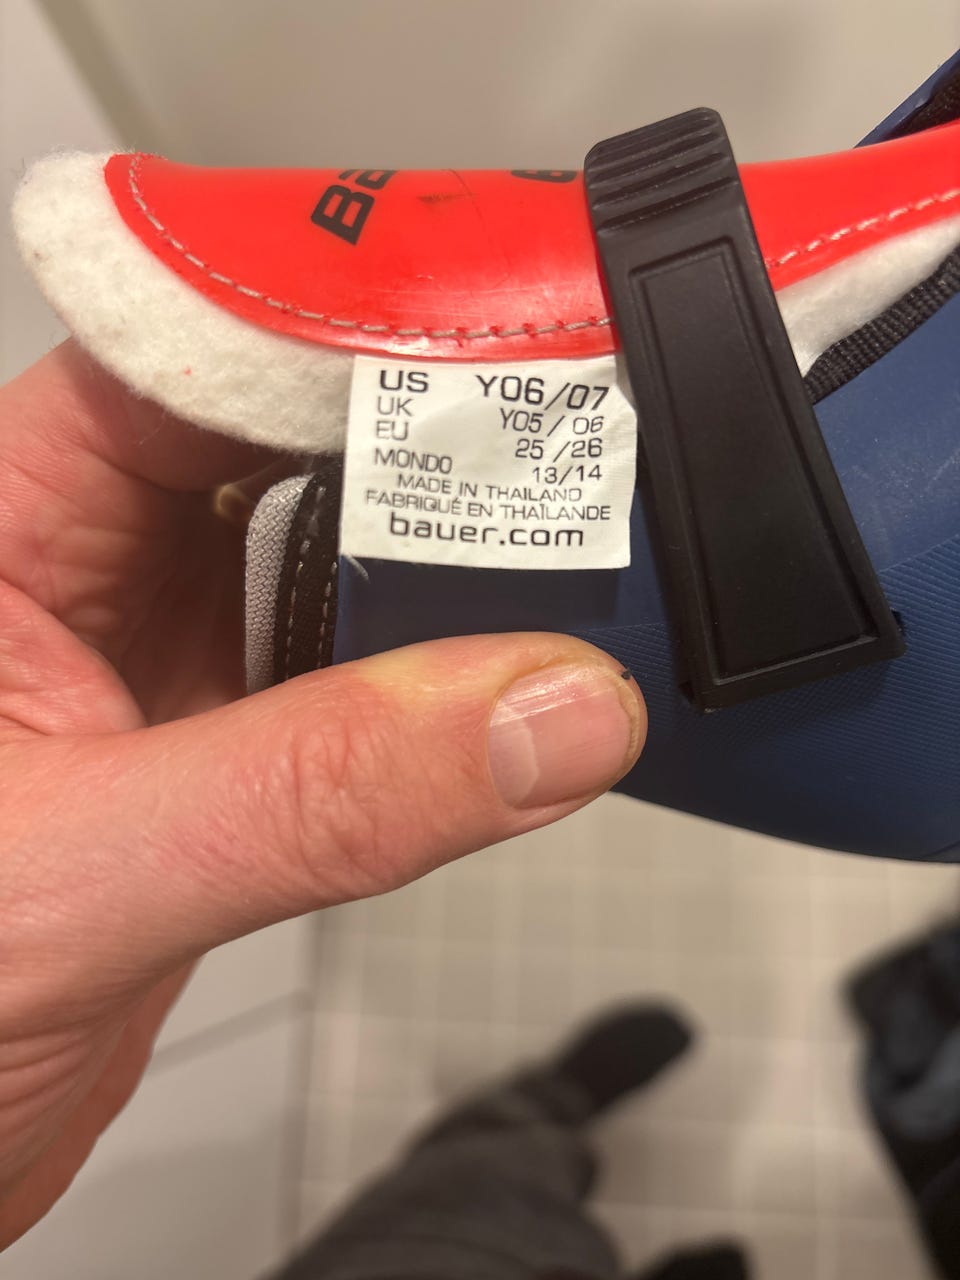 Ba
US Y06/07
UK Y05/06
EU 25/26
MONDO 13/14
MADE IN THAILAND
FABRIQUÉ EN THAÏLANDE
bauer.com